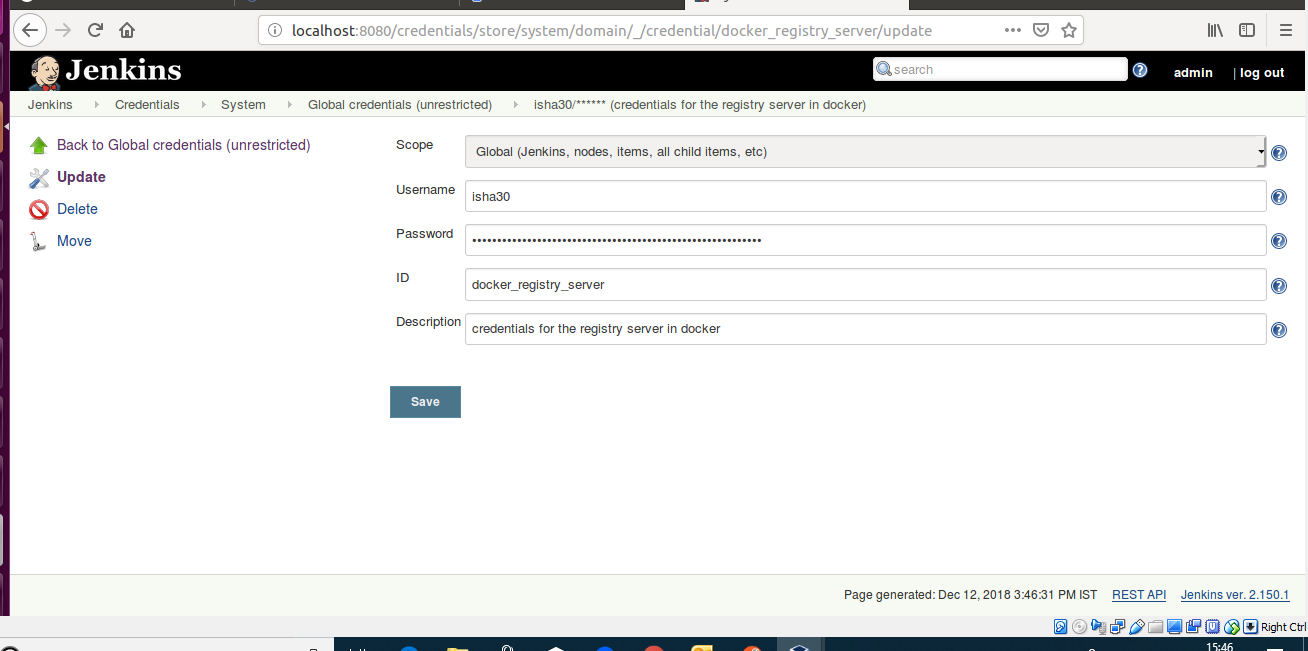 localhost:8080/credentials/store/system/domain/_/credential/docker_registry_server/update
Jenkins
search
admin
| log out
Jenkins Credentials System Global credentials (unrestricted) isha30/****** (credentials for the registry server in docker)
Back to Global credentials (unrestricted)
Update
Delete
Move
Scope
Global (Jenkins, nodes, items, all child items, etc)
Username
isha30
Password
••••••••••••••••••••••••••••••••••••••••••••••••••••••••••
ID
docker_registry_server
Description
credentials for the registry server in docker
Save
Page generated: Dec 12, 2018 3:46:31 PM IST REST API Jenkins ver. 2.150.1
Right Ctrl
15:46